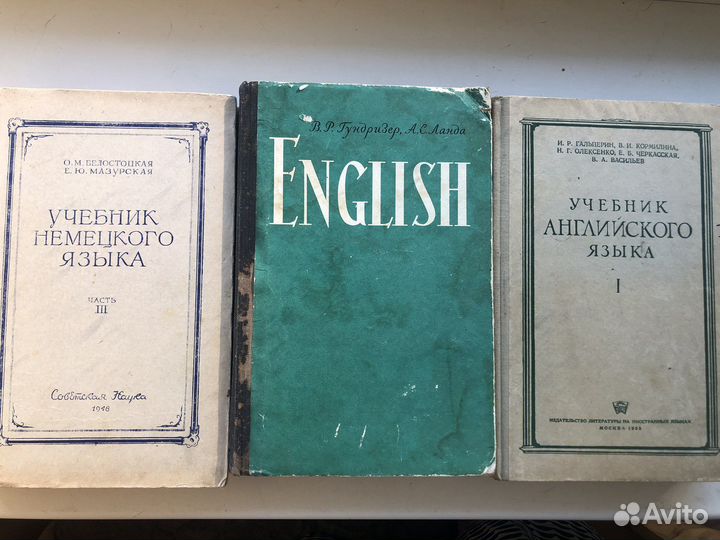 О. М. БЕЛОСТОЦКАЯ
Е. Ю. МАЗУРСКАЯ
УЧЕБНИК
НЕМЕЦКОГО
ЯЗЫКА
ЧАСТЬ
III
Советская Наука
1948
В. Р. Гундризер, А. С. Ланда
ENGLISH
И. Р. ГАЛЬПЕРИН, В. И. КОРМИЛИНА,
Н. Г. ОЛЕКСЕНКО, Е. Б. ЧЕРКАССКАЯ,
В. А. ВАСИЛЬЕВ
УЧЕБНИК
АНГЛИЙСКОГО
ЯЗЫКА
I
ИЗДАТЕЛЬСТВО ЛИТЕРАТУРЫ НА ИНОСТРАННЫХ ЯЗЫКАХ
МОСКВА
Avito